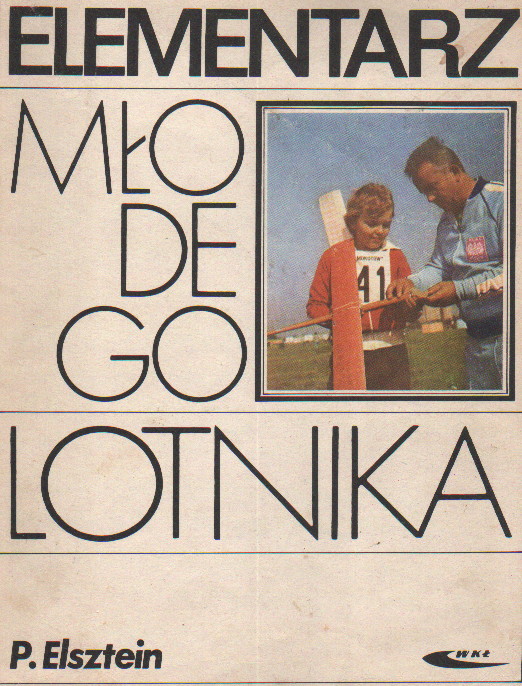 ELEMENTARZ
MŁO
DE
GO
LOTNIKA
41
P. Elsztein
WKŁ